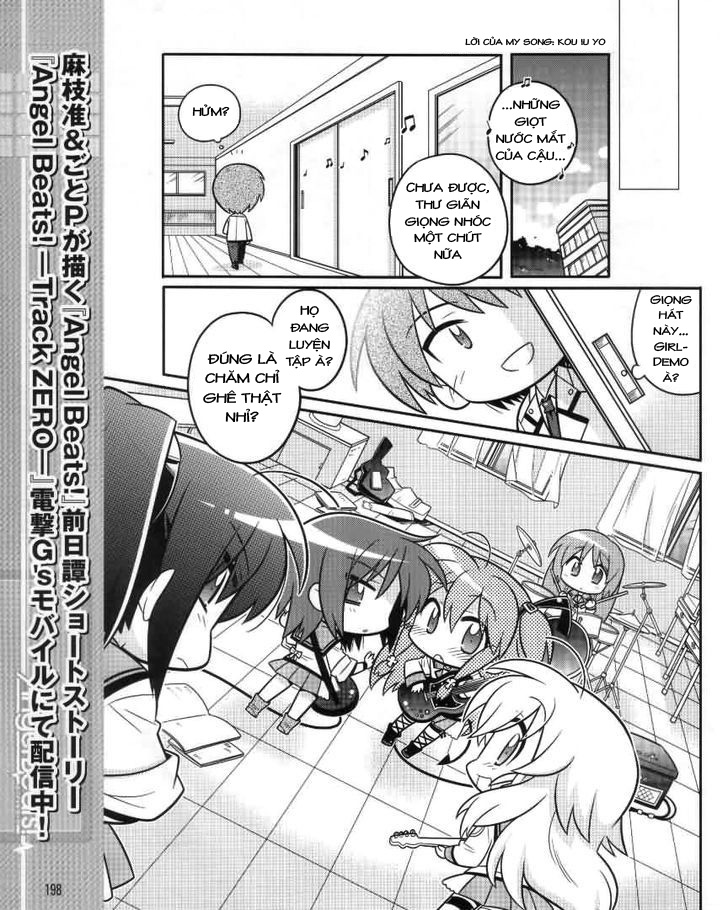 LỜI CỦA MY SONG: KOU IU YO
...NHỮNG
GIỌT
NƯỚC MẮT
CỦA CẬU...
HỬM?
CHƯA ĐƯỢC,
THƯ GIÃN
GIỌNG NHÓC
MỘT CHÚT
NỮA
GIỌNG
HÁT
NÀY...
GIRL-
DEMO
À?
HỌ
ĐANG
LUYỆN
TẬP À?
ĐÚNG LÀ
CHĂM CHỈ
GHÊ THẬT
NHỈ?
麻枝准&ごとPが描く『Angel Beats!』前日譚ショートストーリー
『Angel Beats! —Track ZERO—』電撃G'sモバイルにて配信中!
Angel Beats!
198